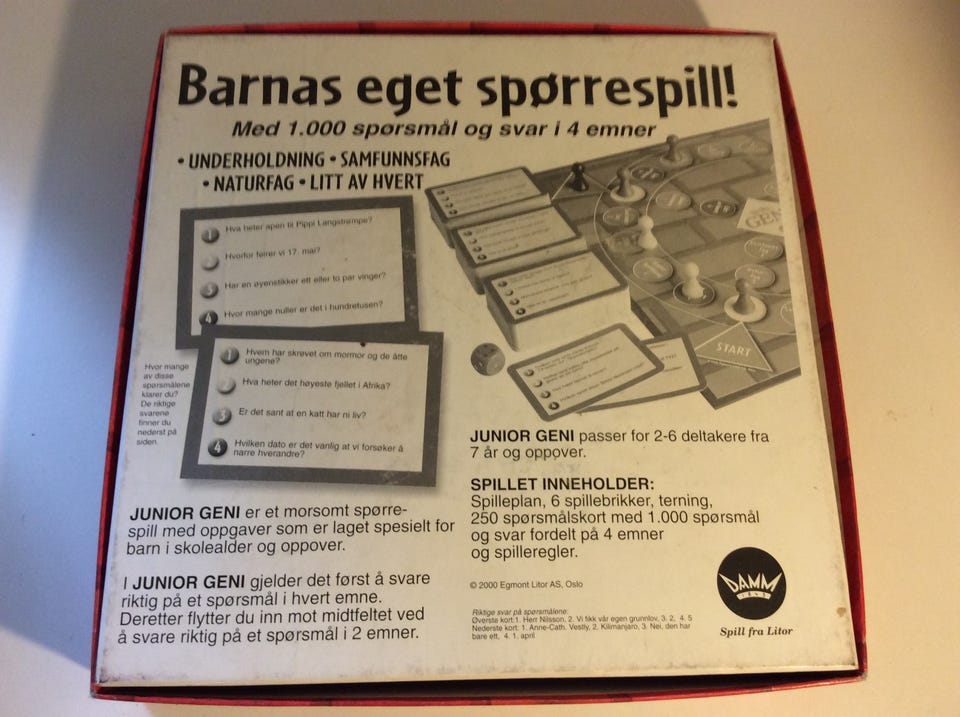 Barnas eget spørrespill!
Med 1.000 spørsmål og svar i 4 emner
• UNDERHOLDNING • SAMFUNNSFAG
• NATURFAG • LITT AV HVERT
1 Hva heter apen til Pippi Langstrømpe?
Hvorfor feirer vi 17. mai?
3 Har en øyenstikker ett eller to par vinger?
4 Hvor mange nuller er det i hundretusen?
Hvor mange
av disse
spørsmålene
klarer du?
De riktige
svarene
finner du
nederst på
siden.
1 Hvem har skrevet om mormor og de åtte
ungene?
Hva heter det høyeste fjellet i Afrika?
3 Er det sant at en katt har ni liv?
4 Hvilken dato er det vanlig at vi forsøker å
narre hverandre?
START
JUNIOR GENI er et morsomt spørre-
spill med oppgaver som er laget spesielt for
barn i skolealder og oppover.
I JUNIOR GENI gjelder det først å svare
riktig på et spørsmål i hvert emne.
Deretter flytter du inn mot midtfeltet ved
å svare riktig på et spørsmål i 2 emner.
JUNIOR GENI passer for 2-6 deltakere fra
7 år og oppover.
SPILLET INNEHOLDER:
Spilleplan, 6 spillebrikker, terning,
250 spørsmålskort med 1.000 spørsmål
og svar fordelt på 4 emner
og spilleregler.
© 2000 Egmont Litor AS, Oslo
Riktige svar på spørsmålene:
Øverste kort: 1. Herr Nilsson, 2. Vi fikk vår egen grunnlov, 3. 2, 4. 5
Nederste kort: 1. Anne-Cath. Vestly, 2. Kilimanjaro, 3. Nei, den har
bare ett, 4. 1. april
DAMM
Spill fra Litor